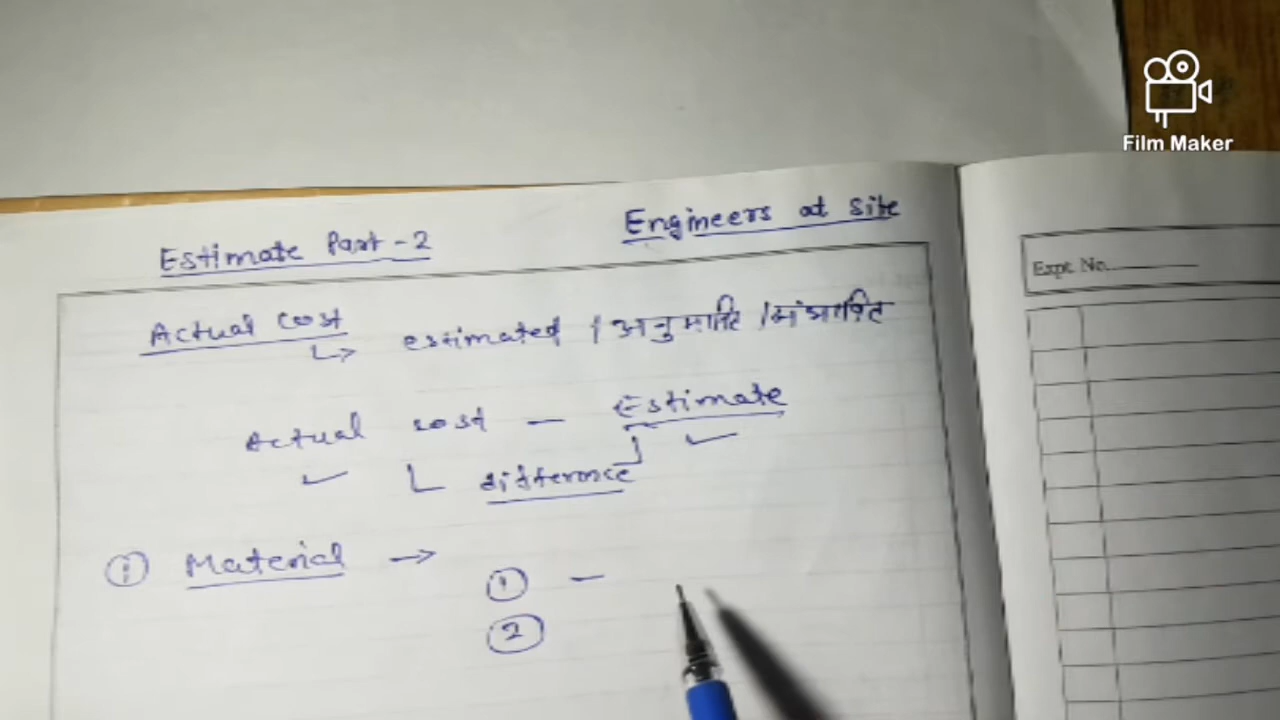 Film Maker
Estimate Part-2
Engineers at Site
Expt. No.
Actual cost
↳ estimated / अनुमानित / संभावित
Actual cost — Estimate
✓ difference ✓
(i) Material →
① —
②